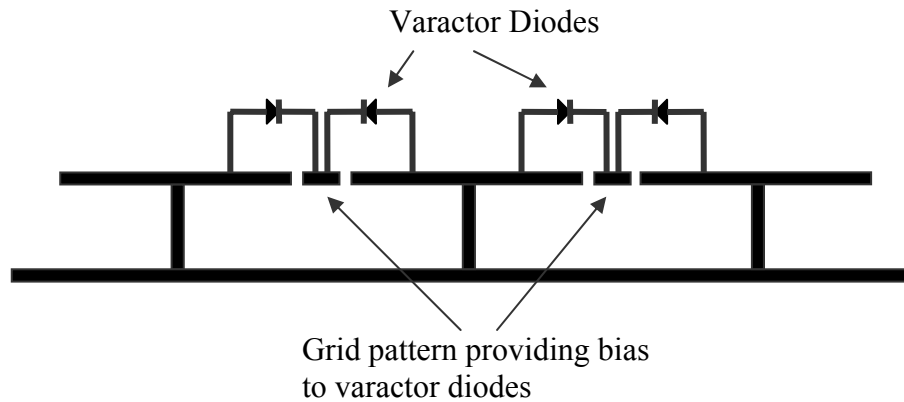 Varactor Diodes
Grid pattern providing bias
to varactor diodes